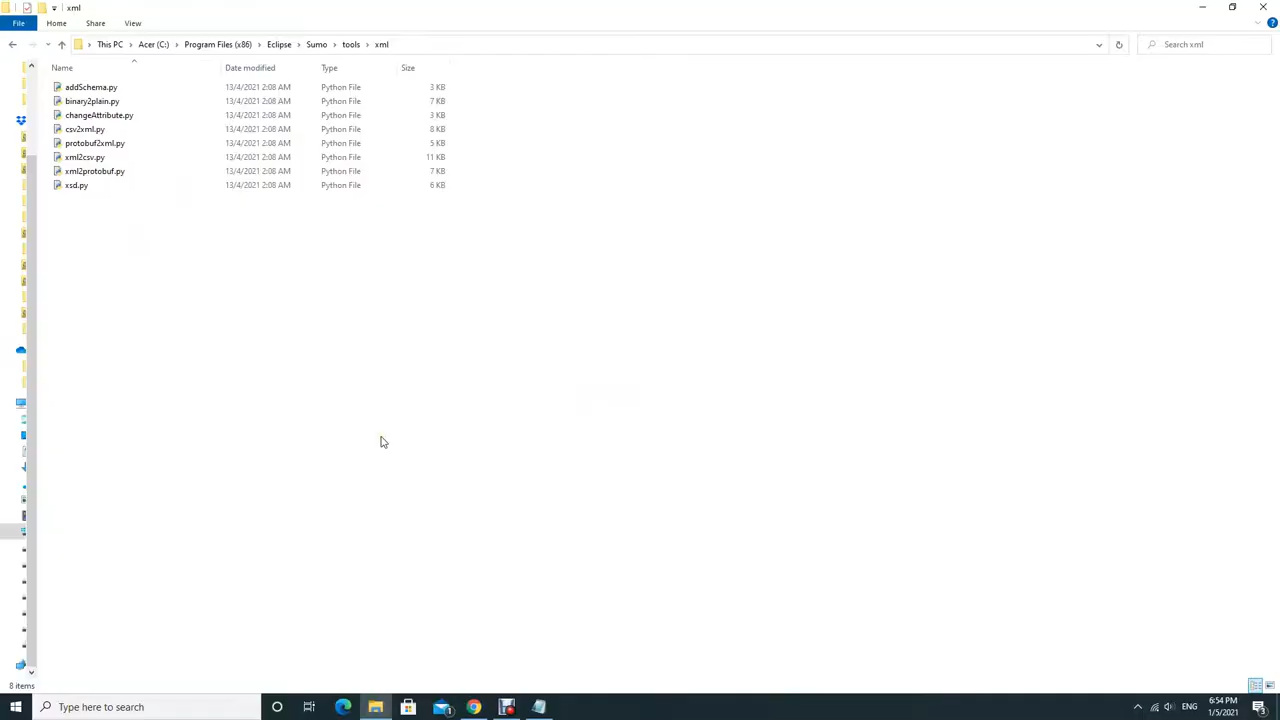 xml
File Home Share View
This PC Acer (C:) Program Files (x86) Eclipse Sumo tools xml Search xml
Name Date modified Type Size
addSchema.py 13/4/2021 2:08 AM Python File 3 KB
binary2plain.py 13/4/2021 2:08 AM Python File 7 KB
changeAttribute.py 13/4/2021 2:08 AM Python File 3 KB
csv2xml.py 13/4/2021 2:08 AM Python File 8 KB
protobuf2xml.py 13/4/2021 2:08 AM Python File 5 KB
xml2csv.py 13/4/2021 2:08 AM Python File 11 KB
xml2protobuf.py 13/4/2021 2:08 AM Python File 7 KB
xsd.py 13/4/2021 2:08 AM Python File 6 KB
8 items
Type here to search ENG 6:54 PM
1/5/2021